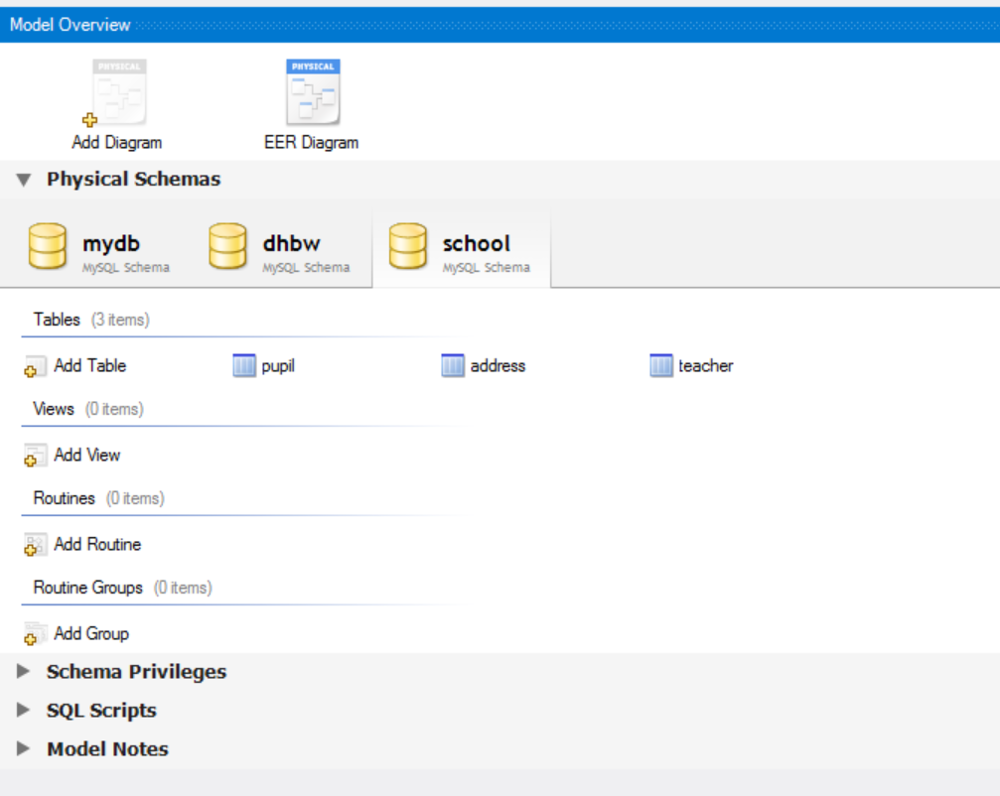 Model Overview
PHYSICAL PHYSICAL
Add Diagram EER Diagram
Physical Schemas
mydb dhbw school
MySQL Schema MySQL Schema MySQL Schema
Tables (3 items)
Add Table pupil address teacher
Views (0 items)
Add View
Routines (0 items)
Add Routine
Routine Groups (0 items)
Add Group
Schema Privileges
SQL Scripts
Model Notes